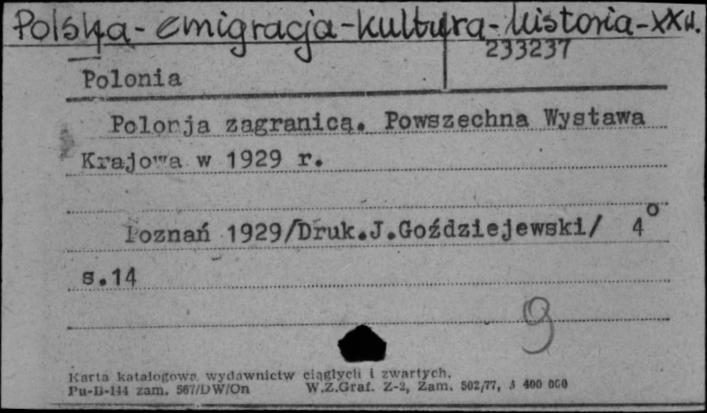 Polska - emigracja - kultura - historia - XX w.
233237
Polonia
Polonja zagranicą. Powszechna Wystawa
Krajowa w 1929 r.
Poznań 1929/Druk.J.Goździejewski/ 4°
s.14
9
Karta katalogowa wydawnictw ciągłych i zwartych.
Pu-B-144 zam. 567/DW/On W.Z.Graf. Z-2, Zam. 502/77, 400 000